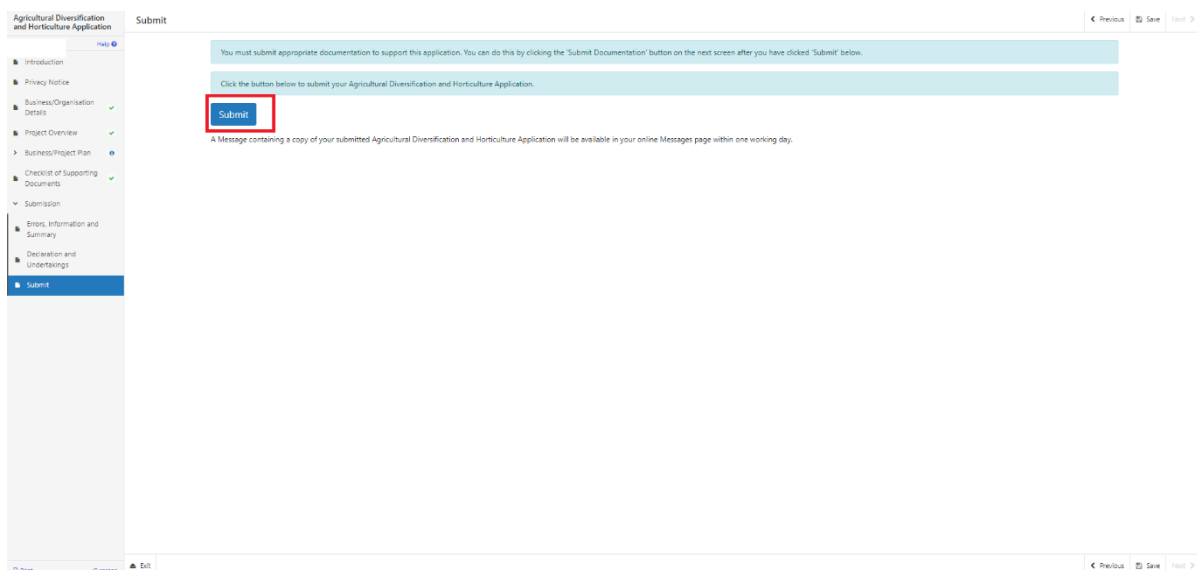 Agricultural Diversification
and Horticulture Application
Submit
Previous
Save
Next
Help
You must submit appropriate documentation to support this application. You can do this by clicking the 'Submit Documentation' button on the next screen after you have clicked 'Submit' below.
Introduction
Privacy Notice
Click the button below to submit your Agricultural Diversification and Horticulture Application.
Business/Organisation
Details
Submit
Project Overview
A Message containing a copy of your submitted Agricultural Diversification and Horticulture Application will be available in your online Messages page within one working day.
Business/Project Plan
Checklist of Supporting
Documents
Submission
Errors, Information and
Summary
Declaration and
Undertakings
Submit
Exit
Previous
Save
Next